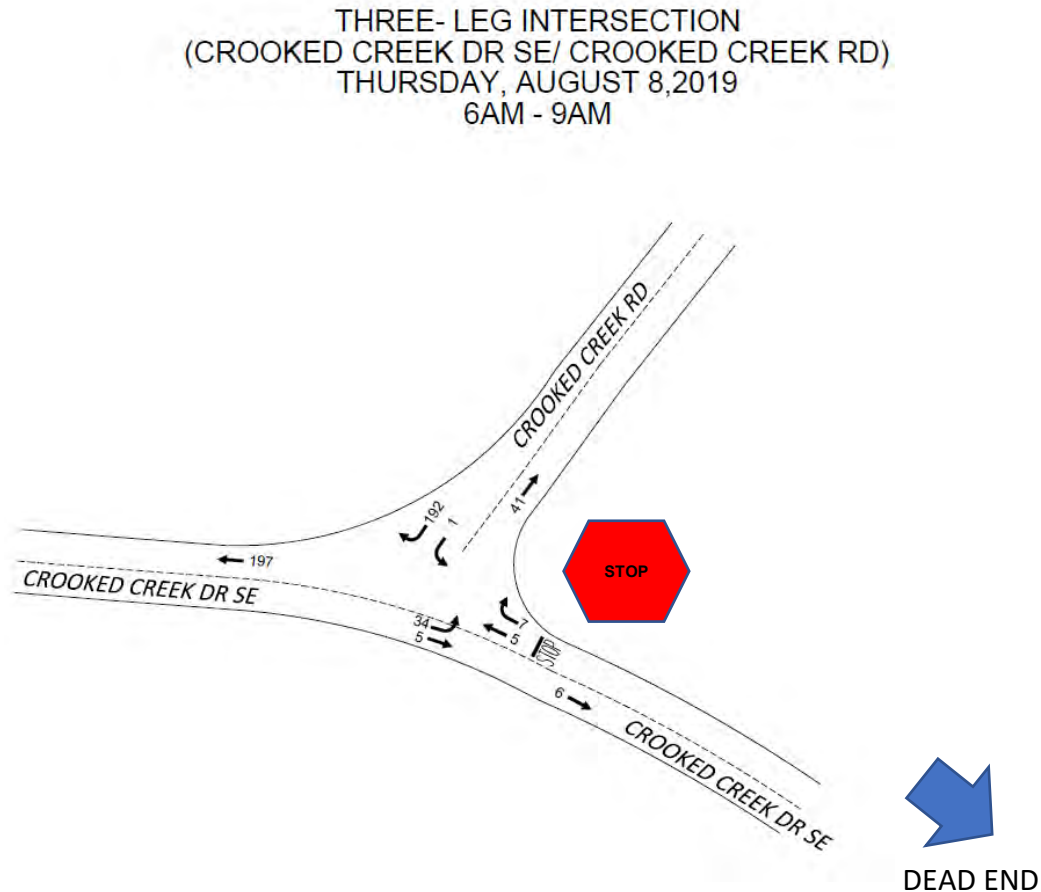 THREE- LEG INTERSECTION
(CROOKED CREEK DR SE/ CROOKED CREEK RD)
THURSDAY, AUGUST 8,2019
6AM - 9AM
CROOKED CREEK RD
41
192
1
197
CROOKED CREEK DR SE
STOP
34
5
7
5
STOP
6
CROOKED CREEK DR SE
DEAD END